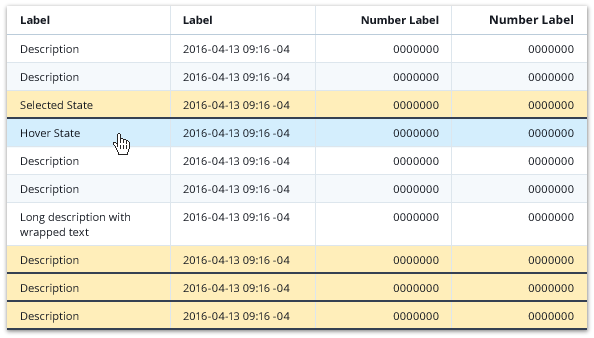 Label Label Number Label Number Label
Description 2016-04-13 09:16 -04 0000000 0000000
Description 2016-04-13 09:16 -04 0000000 0000000
Selected State 2016-04-13 09:16 -04 0000000 0000000
Hover State 2016-04-13 09:16 -04 0000000 0000000
Description 2016-04-13 09:16 -04 0000000 0000000
Description 2016-04-13 09:16 -04 0000000 0000000
Long description with 2016-04-13 09:16 -04 0000000 0000000
wrapped text
Description 2016-04-13 09:16 -04 0000000 0000000
Description 2016-04-13 09:16 -04 0000000 0000000
Description 2016-04-13 09:16 -04 0000000 0000000